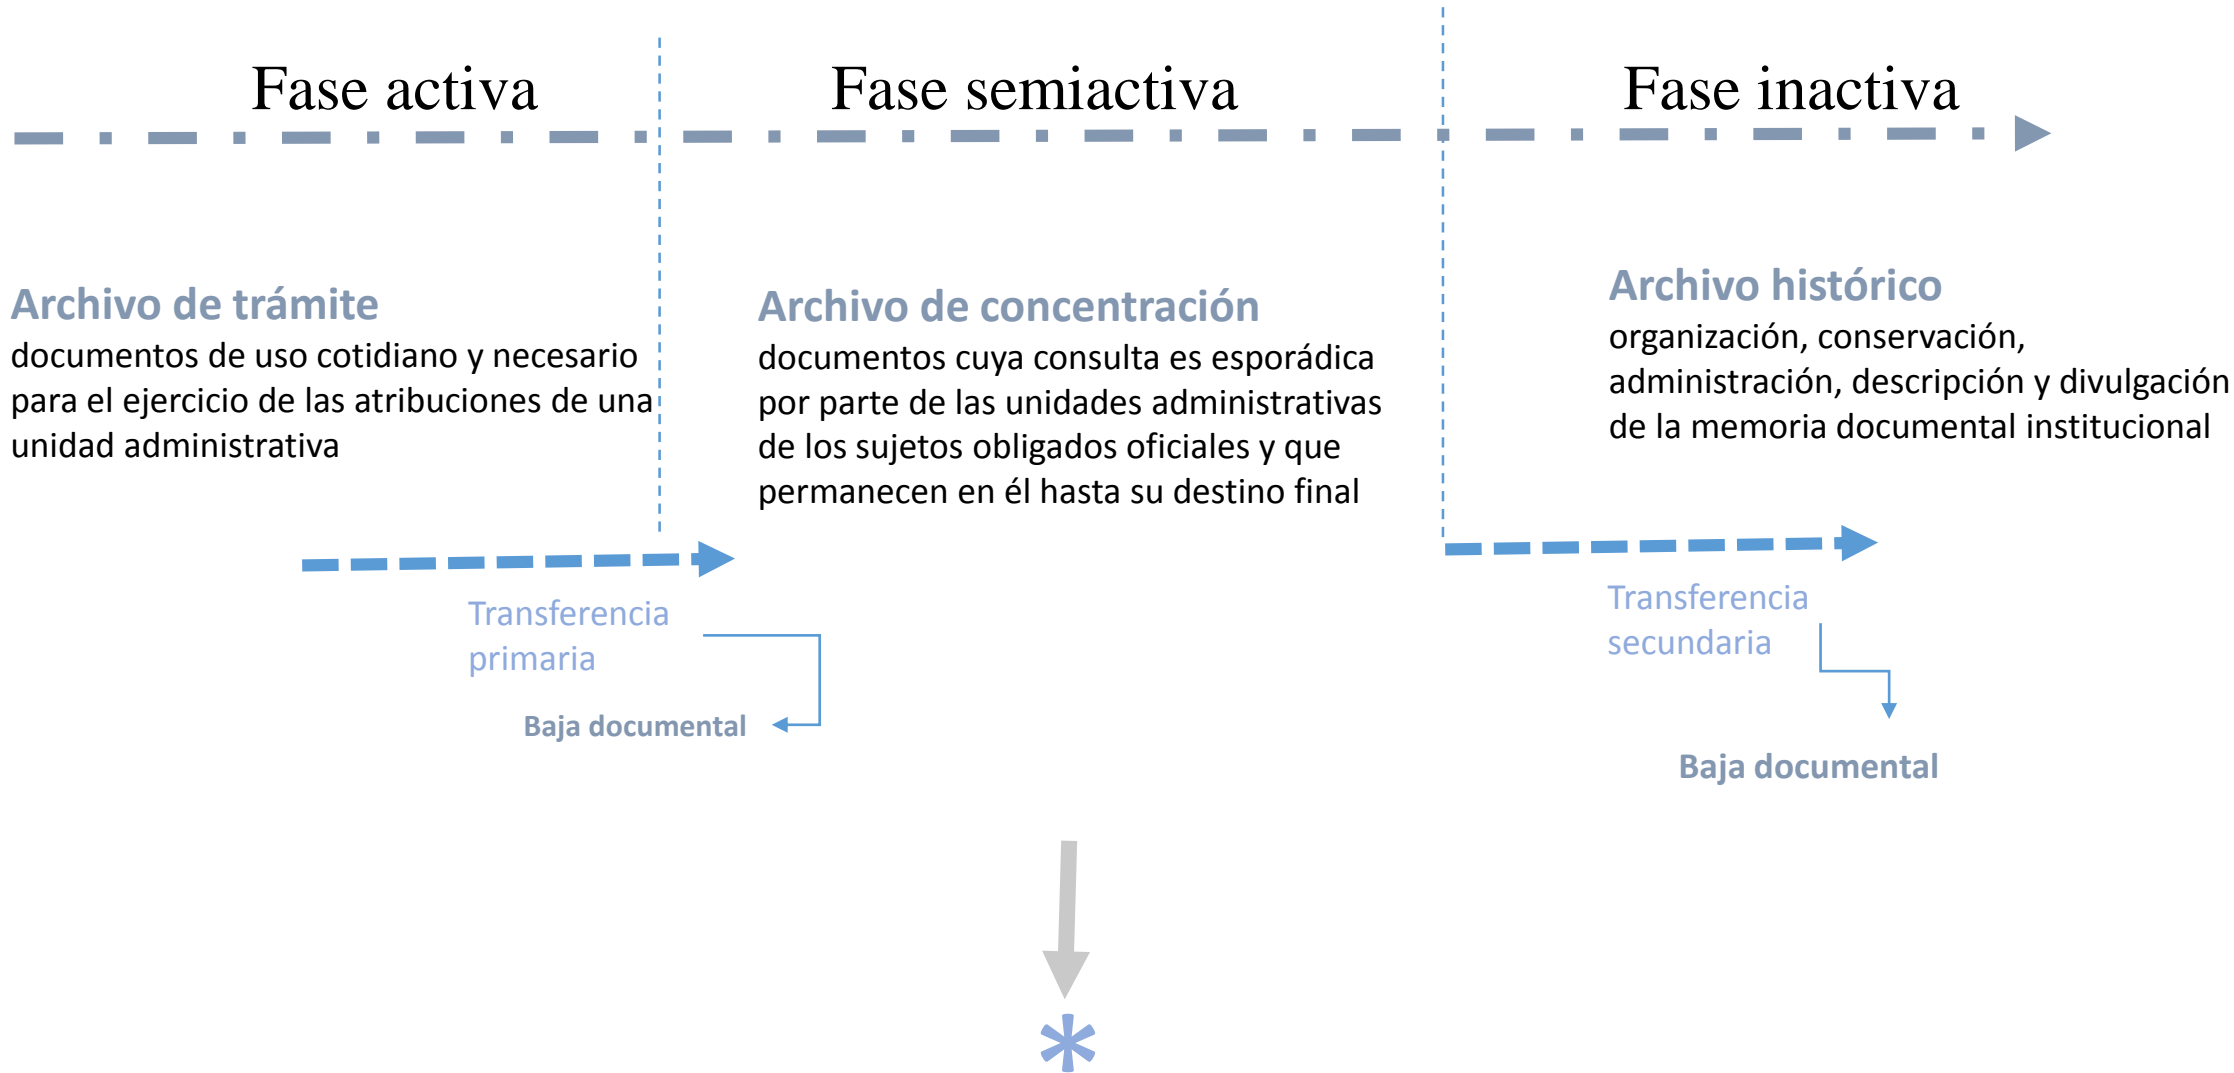 Fase activa
Fase semiactiva
Fase inactiva
Archivo de trámite
documentos de uso cotidiano y necesario
para el ejercicio de las atribuciones de una
unidad administrativa
Archivo de concentración
documentos cuya consulta es esporádica
por parte de las unidades administrativas
de los sujetos obligados oficiales y que
permanecen en él hasta su destino final
Archivo histórico
organización, conservación,
administración, descripción y divulgación
de la memoria documental institucional
Transferencia
primaria
Baja documental
Transferencia
secundaria
Baja documental
*